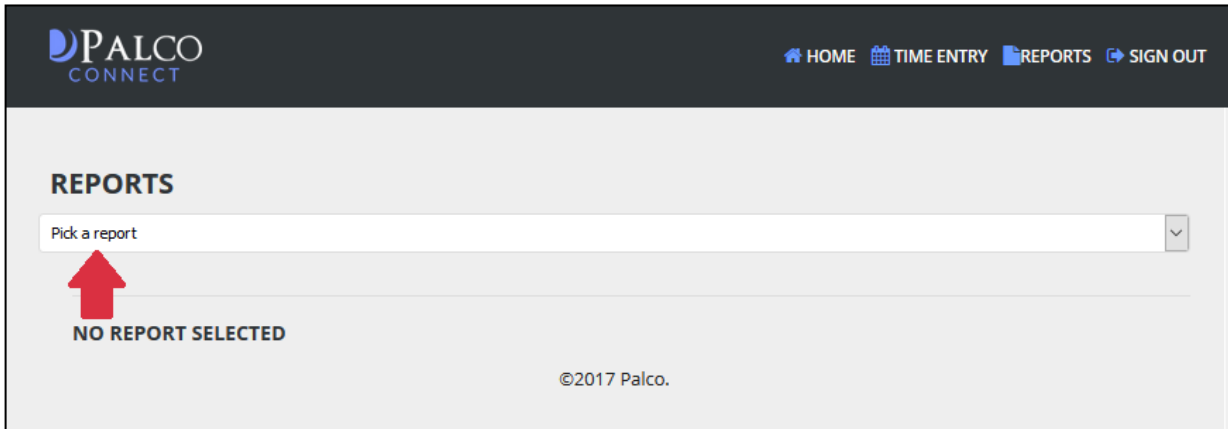 PALCO
CONNECT
HOME TIME ENTRY REPORTS SIGN OUT
REPORTS
Pick a report
NO REPORT SELECTED
©2017 Palco.